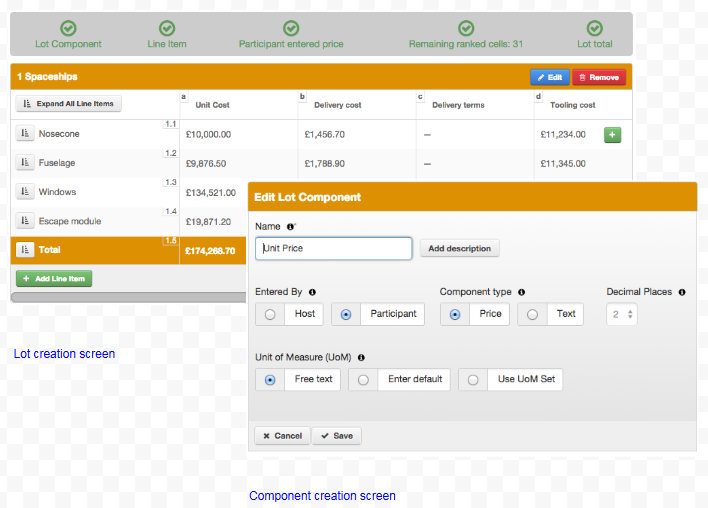 Lot Component Line Item Participant entered price Remaining ranked cells: 31 Lot total
1 Spaceships Edit Remove
Expand All Line Items a Unit Cost b Delivery cost c Delivery terms d Tooling cost
Nosecone 1.1 £10,000.00 £1,456.70 — £11,234.00 +
Fuselage 1.2 £9,876.50 £1,788.90 — £11,345.00
Windows 1.3 £134,521.00
Escape module 1.4 £19,871.20
Total 1.5 £174,268.70
+ Add Line Item
Edit Lot Component
Name *
Unit Price Add description
Entered By Component type Decimal Places
Host Participant Price Text 2
Unit of Measure (UoM)
Free text Enter default Use UoM Set
Cancel Save
Lot creation screen
Component creation screen